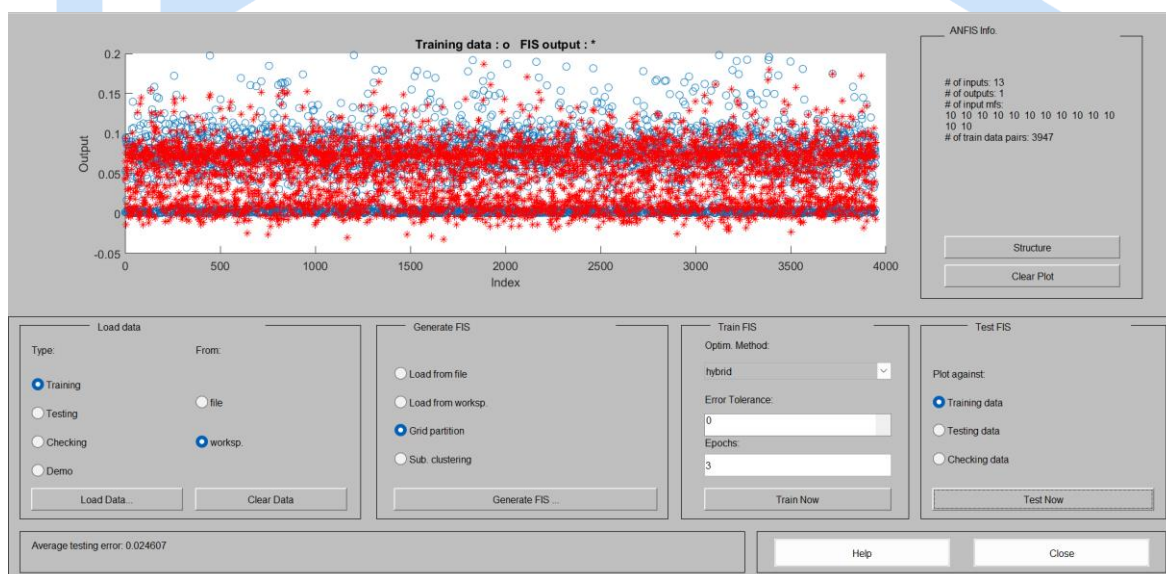 Training data : o   FIS output : *
0.2
0.15
0.1
0.05
0
-0.05
Output
0 500 1000 1500 2000 2500 3000 3500 4000
Index
ANFIS Info.
# of inputs: 13
# of outputs: 1
# of input mfs:
10 10 10 10 10 10 10 10 10 10 10
10 10
# of train data pairs: 3947
Structure
Clear Plot
Load data
Type:
From:
Training
Testing
Checking
Demo
file
worksp.
Load Data...
Clear Data
Generate FIS
Load from file
Load from worksp.
Grid partition
Sub. clustering
Generate FIS ...
Train FIS
Optim. Method:
hybrid
Error Tolerance:
0
Epochs:
3
Train Now
Test FIS
Plot against:
Training data
Testing data
Checking data
Test Now
Average testing error: 0.024607
Help
Close